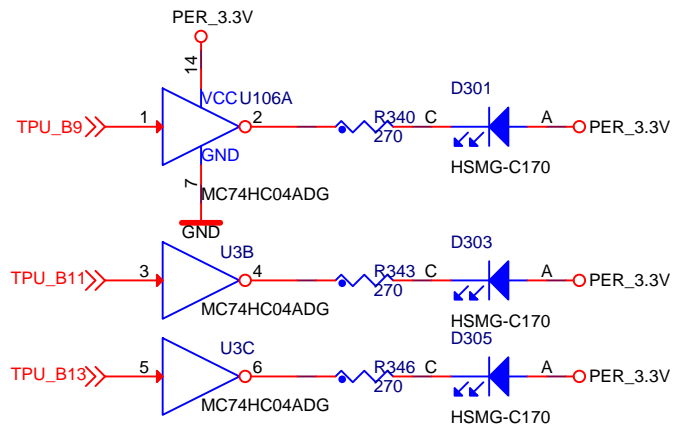 PER_3.3V
14
D301
VCC U106A
TPU_B9 1 2 R340 C A PER_3.3V
270
GND
HSMG-C170
7 MC74HC04ADG
GND
U3B D303
TPU_B11 3 4 R343 C A PER_3.3V
270
MC74HC04ADG HSMG-C170
U3C D305
TPU_B13 5 6 R346 C A PER_3.3V
270
MC74HC04ADG HSMG-C170